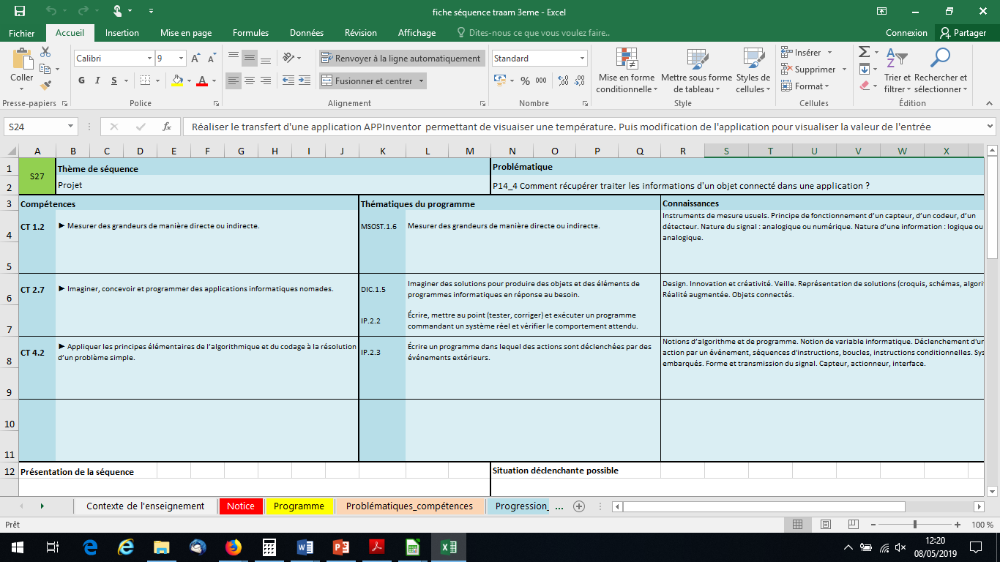 fiche séquence traam 3eme - Excel
Fichier
Accueil
Insertion
Mise en page
Formules
Données
Révision
Affichage
Dites-nous ce que vous voulez faire..
Connexion
Partager
Coller
Calibri
9
G I S
Renvoyer à la ligne automatiquement
Fusionner et centrer
Standard
% 000
Mise en forme
conditionnelle
Mettre sous forme
de tableau
Styles de
cellules
Insérer
Supprimer
Format
Trier et
filtrer
Rechercher et
sélectionner
Presse-papiers
Police
Alignement
Nombre
Style
Cellules
Édition
S24
fx
Réaliser le transfert d'une application APPInventor permettant de visuaiser une température. Puis modification de l'application pour visualiser la valeur de l'entrée
A B C D E F G H I J K L M N O P Q R S T U V W X
1
S27
Thème de séquence
Problématique
2
Projet
P14_4 Comment récupérer traiter les informations d'un objet connecté dans une application ?
3
Compétences
Thématiques du programme
Connaissances
4
CT 1.2
► Mesurer des grandeurs de manière directe ou indirecte.
MSOST.1.6
Mesurer des grandeurs de manière directe ou indirecte.
Instruments de mesure usuels. Principe de fonctionnement d’un capteur, d’un codeur, d’un
détecteur. Nature du signal : analogique ou numérique. Nature d’une information : logique ou
analogique.
5
6
CT 2.7
► Imaginer, concevoir et programmer des applications informatiques nomades.
DIC.1.5
Imaginer des solutions pour produire des objets et des éléments de
programmes informatiques en réponse au besoin.
Design. Innovation et créativité. Veille. Représentation de solutions (croquis, schémas, algori
Réalité augmentée. Objets connectés.
7
IP.2.2
Écrire, mettre au point (tester, corriger) et exécuter un programme
commandant un système réel et vérifier le comportement attendu.
8
CT 4.2
► Appliquer les principes élémentaires de l’algorithmique et du codage à la résolution
d’un problème simple.
IP.2.3
Écrire un programme dans lequel des actions sont déclenchées par des
événements extérieurs.
Notions d’algorithme et de programme. Notion de variable informatique. Déclenchement d'un
action par un événement, séquences d'instructions, boucles, instructions conditionnelles. Sys
embarqués. Forme et transmission du signal. Capteur, actionneur, interface.
9
10
11
12
Présentation de la séquence
Situation déclenchante possible
Contexte de l'enseignement
Notice
Programme
Problématiques_compétences
Progression_
...
Prêt
100 %
12:20
08/05/2019